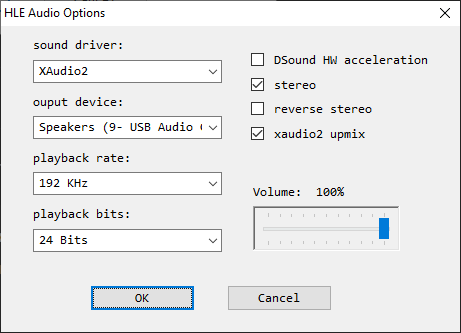 HLE Audio Options
sound driver:
XAudio2
ouput device:
Speakers (9- USB Audio
playback rate:
192 KHz
playback bits:
24 Bits
DSound HW acceleration
stereo
reverse stereo
xaudio2 upmix
Volume: 100%
OK
Cancel